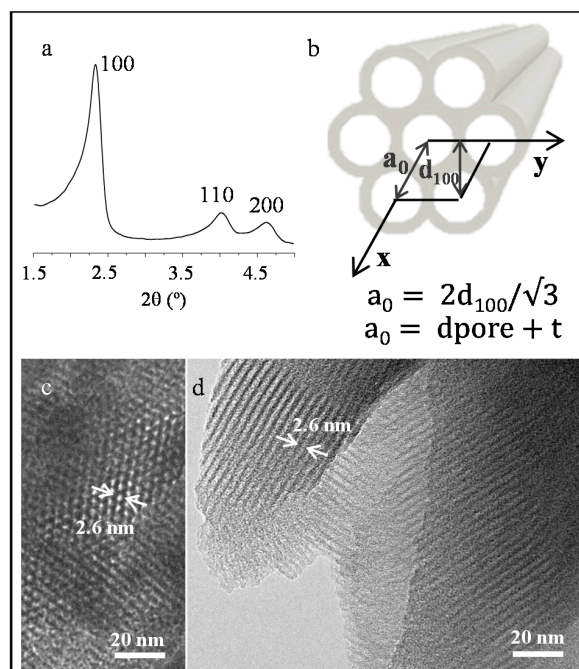 a
100
110
200
1.5 2.5 3.5 4.5
2θ (º)
b
a₀
d₁₀₀
y
x
a₀ = 2d₁₀₀/√3
a₀ = dpore + t
c
2.6 nm
20 nm
d
2.6 nm
20 nm